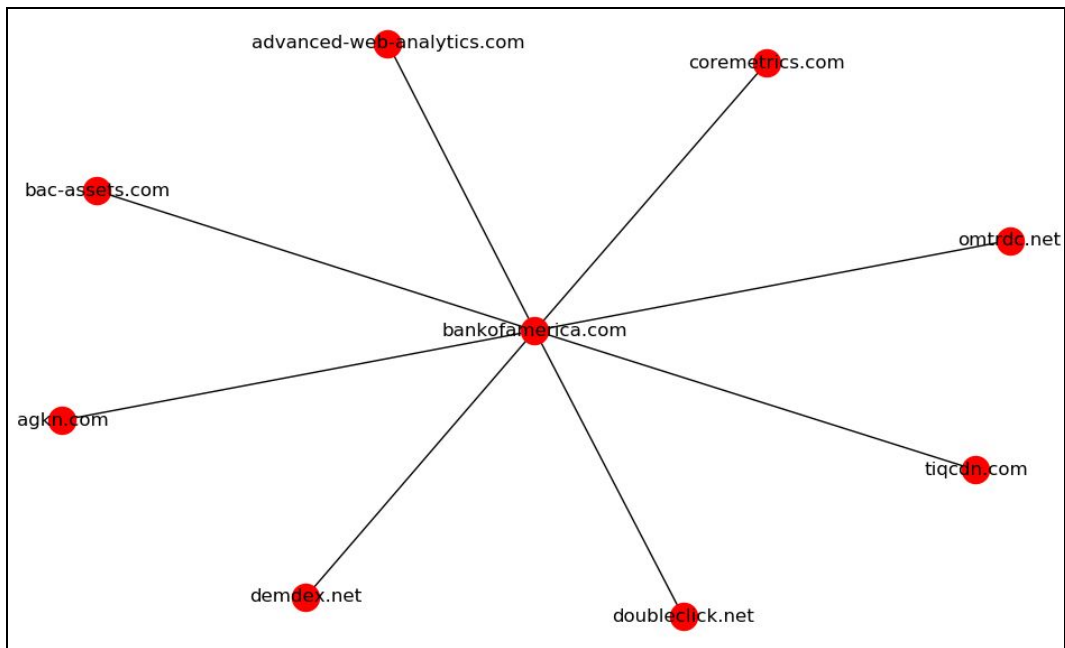 advanced-web-analytics.com
coremetrics.com
bac-assets.com
omtrdc.net
bankofamerica.com
agkn.com
tiqcdn.com
demdex.net
doubleclick.net